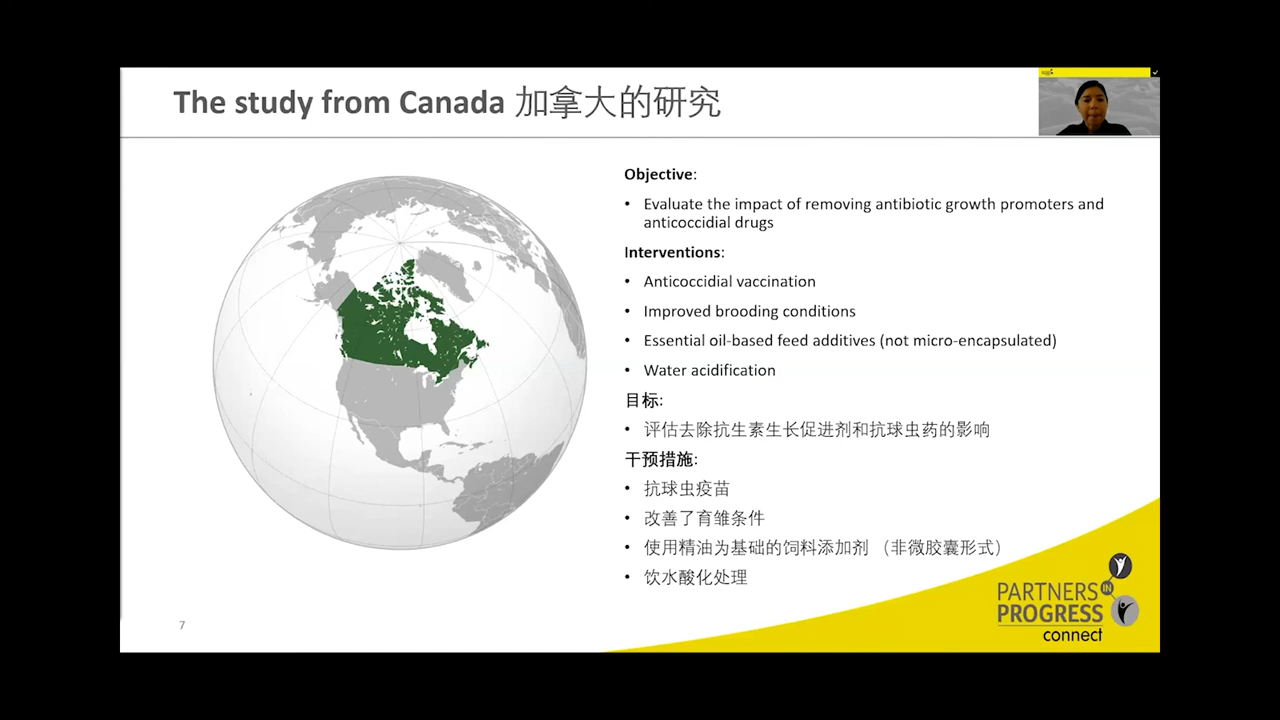 The study from Canada 加拿大的研究
Objective:
• Evaluate the impact of removing antibiotic growth promoters and
anticoccidial drugs
Interventions:
• Anticoccidial vaccination
• Improved brooding conditions
• Essential oil-based feed additives (not micro-encapsulated)
• Water acidification
目标:
• 评估去除抗生素生长促进剂和抗球虫药的影响
干预措施:
• 抗球虫疫苗
• 改善了育雏条件
• 使用精油为基础的饲料添加剂 （非微胶囊形式）
• 饮水酸化处理
7
PARTNERS IN
PROGRESS
connect